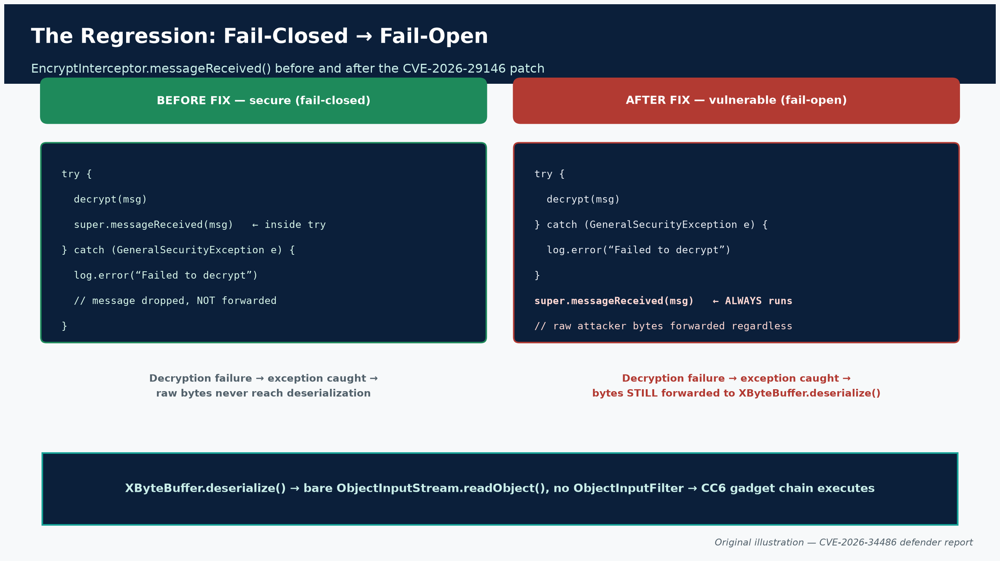 The Regression: Fail-Closed → Fail-Open
EncryptInterceptor.messageReceived() before and after the CVE-2026-29146 patch
BEFORE FIX — secure (fail-closed)
try {
decrypt(msg)
super.messageReceived(msg)   ← inside try
} catch (GeneralSecurityException e) {
log.error(“Failed to decrypt”)
// message dropped, NOT forwarded
}
Decryption failure → exception caught →
raw bytes never reach deserialization
AFTER FIX — vulnerable (fail-open)
try {
decrypt(msg)
} catch (GeneralSecurityException e) {
log.error(“Failed to decrypt”)
}
super.messageReceived(msg)   ← ALWAYS runs
// raw attacker bytes forwarded regardless
Decryption failure → exception caught →
bytes STILL forwarded to XByteBuffer.deserialize()
XByteBuffer.deserialize() → bare ObjectInputStream.readObject(), no ObjectInputFilter → CC6 gadget chain executes
Original illustration — CVE-2026-34486 defender report